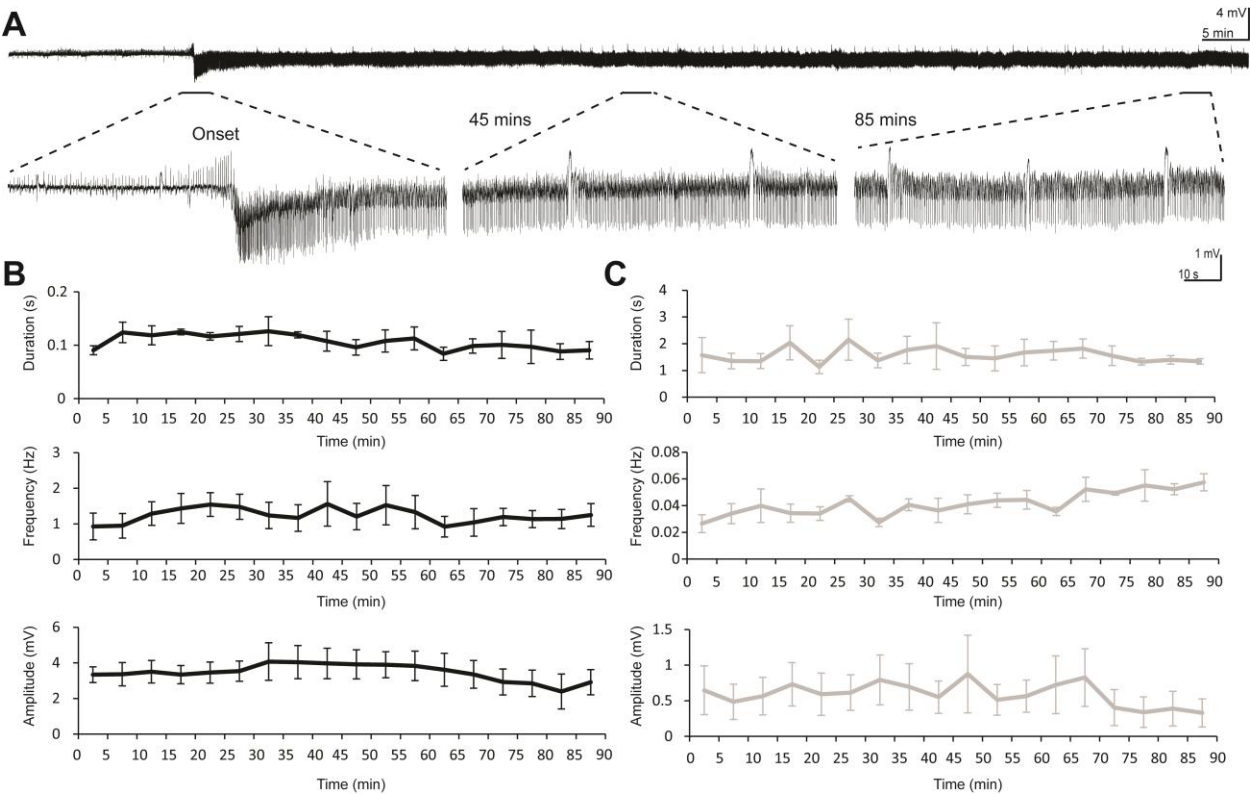 A
4 mV
5 min
Onset
45 mins
85 mins
1 mV
10 s
B
Duration (s)
0.2
0.1
0
0 5 10 15 20 25 30 35 40 45 50 55 60 65 70 75 80 85 90
Time (min)
Frequency (Hz)
3
2
1
0
0 5 10 15 20 25 30 35 40 45 50 55 60 65 70 75 80 85 90
Time (min)
Amplitude (mV)
6
4
2
0
0 5 10 15 20 25 30 35 40 45 50 55 60 65 70 75 80 85 90
Time (min)
C
Duration (s)
4
3
2
1
0
0 5 10 15 20 25 30 35 40 45 50 55 60 65 70 75 80 85 90
Time (min)
Frequency (Hz)
0.08
0.06
0.04
0.02
0
0 5 10 15 20 25 30 35 40 45 50 55 60 65 70 75 80 85 90
Time (min)
Amplitude (mV)
1.5
1
0.5
0
0 5 10 15 20 25 30 35 40 45 50 55 60 65 70 75 80 85 90
Time (min)